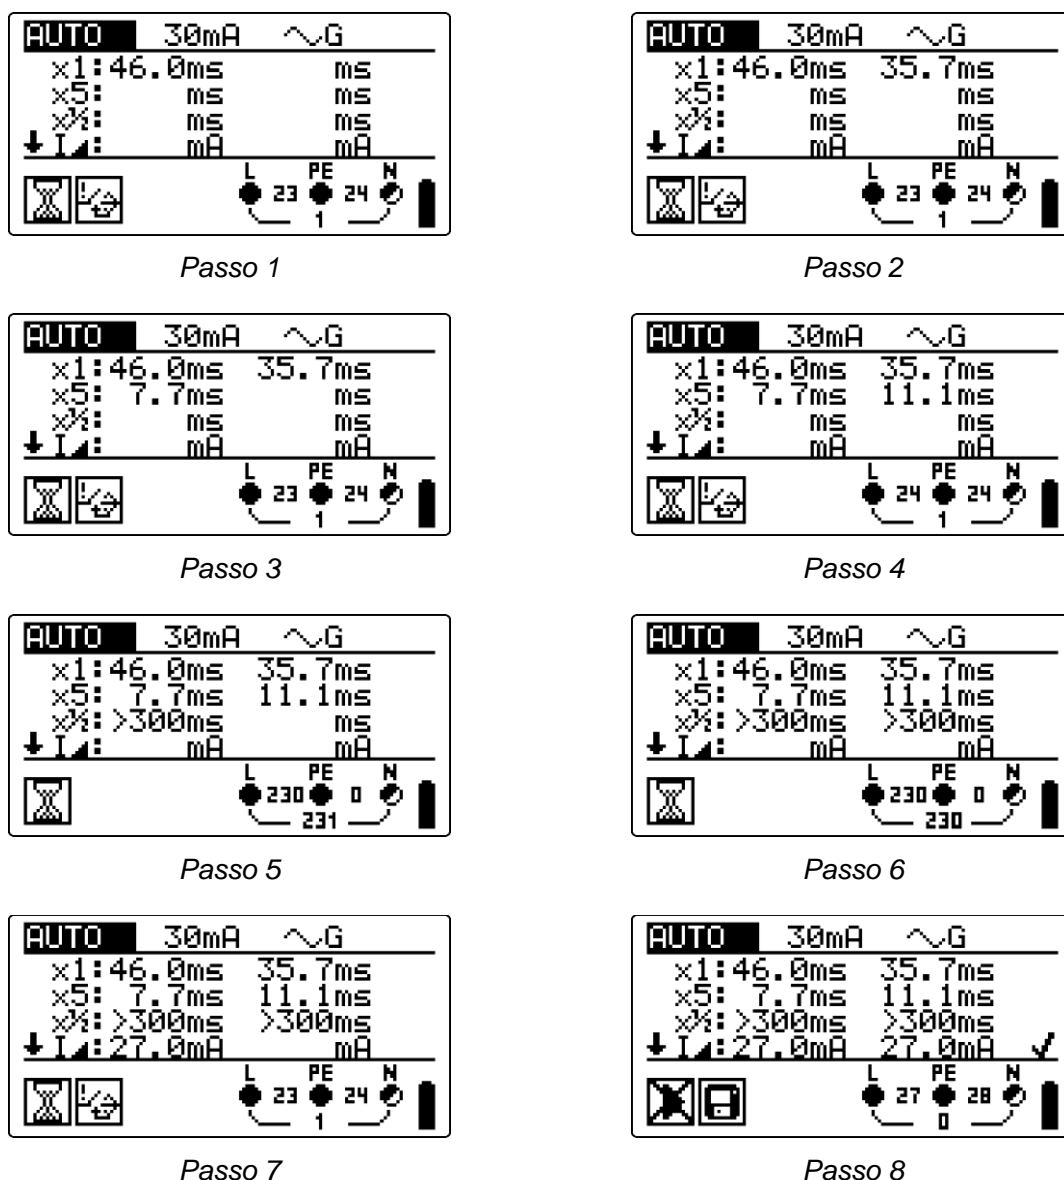 AUTO 30mA G
x1:46.0ms ms
x5: ms ms
x½: ms ms
I: mA mA
L PE N
23 24
1
Passo 1
AUTO 30mA G
x1:46.0ms 35.7ms
x5: ms ms
x½: ms ms
I: mA mA
L PE N
23 24
1
Passo 2
AUTO 30mA G
x1:46.0ms 35.7ms
x5: 7.7ms ms
x½: ms ms
I: mA mA
L PE N
23 24
1
Passo 3
AUTO 30mA G
x1:46.0ms 35.7ms
x5: 7.7ms 11.1ms
x½: ms ms
I: mA mA
L PE N
24 24
1
Passo 4
AUTO 30mA G
x1:46.0ms 35.7ms
x5: 7.7ms 11.1ms
x½:>300ms ms
I: mA mA
L PE N
230 0
231
Passo 5
AUTO 30mA G
x1:46.0ms 35.7ms
x5: 7.7ms 11.1ms
x½:>300ms >300ms
I: mA mA
L PE N
230 0
230
Passo 6
AUTO 30mA G
x1:46.0ms 35.7ms
x5: 7.7ms 11.1ms
x½:>300ms >300ms
I:27.0mA mA
L PE N
23 24
1
Passo 7
AUTO 30mA G
x1:46.0ms 35.7ms
x5: 7.7ms 11.1ms
x½:>300ms >300ms
I:27.0mA 27.0mA ✓
L PE N
27 28
0
Passo 8